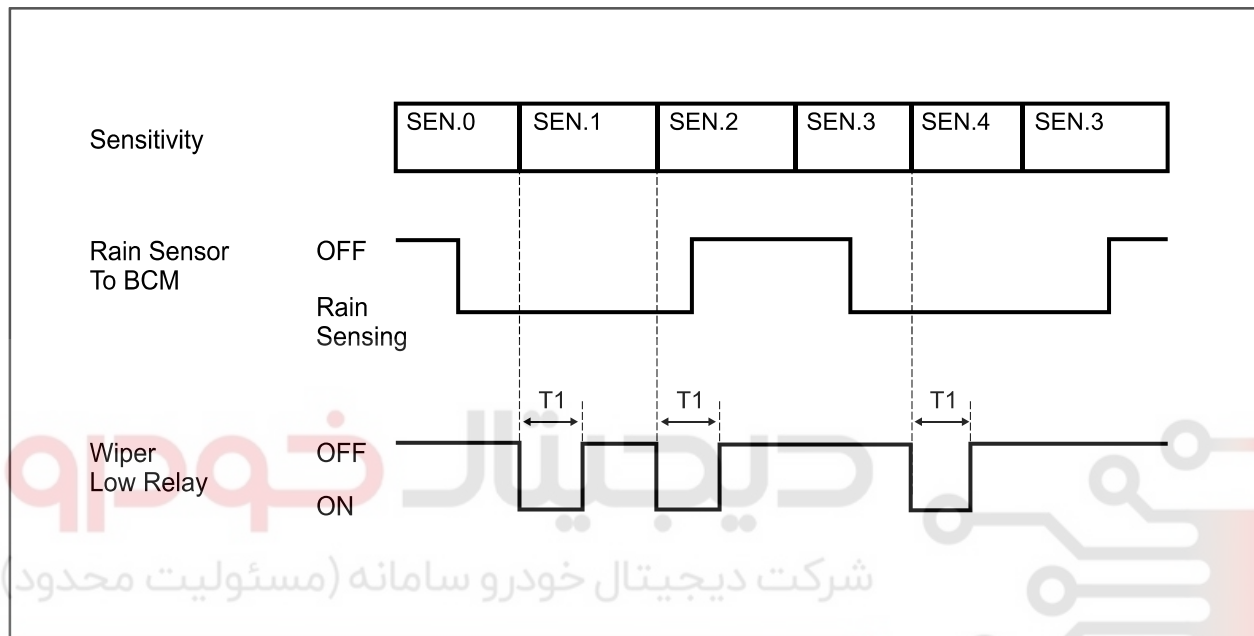 Sensitivity SEN.0 SEN.1 SEN.2 SEN.3 SEN.4 SEN.3
Rain Sensor
To BCM
OFF
Rain
Sensing
T1 T1 T1
Wiper
Low Relay
OFF
ON
دیجیتال خودرو
شرکت دیجیتال خودرو سامانه (مسئولیت محدود)